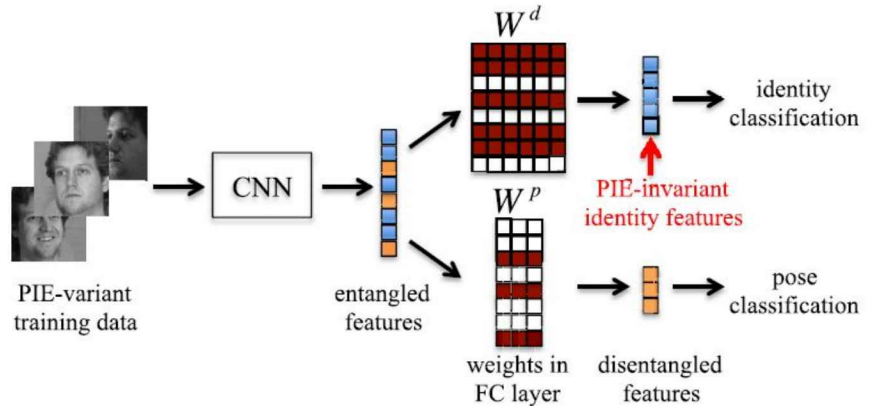 W^d
identity
classification
CNN
PIE-invariant
identity features
W^p
PIE-variant
training data
entangled
features
pose
classification
weights in
FC layer
disentangled
features